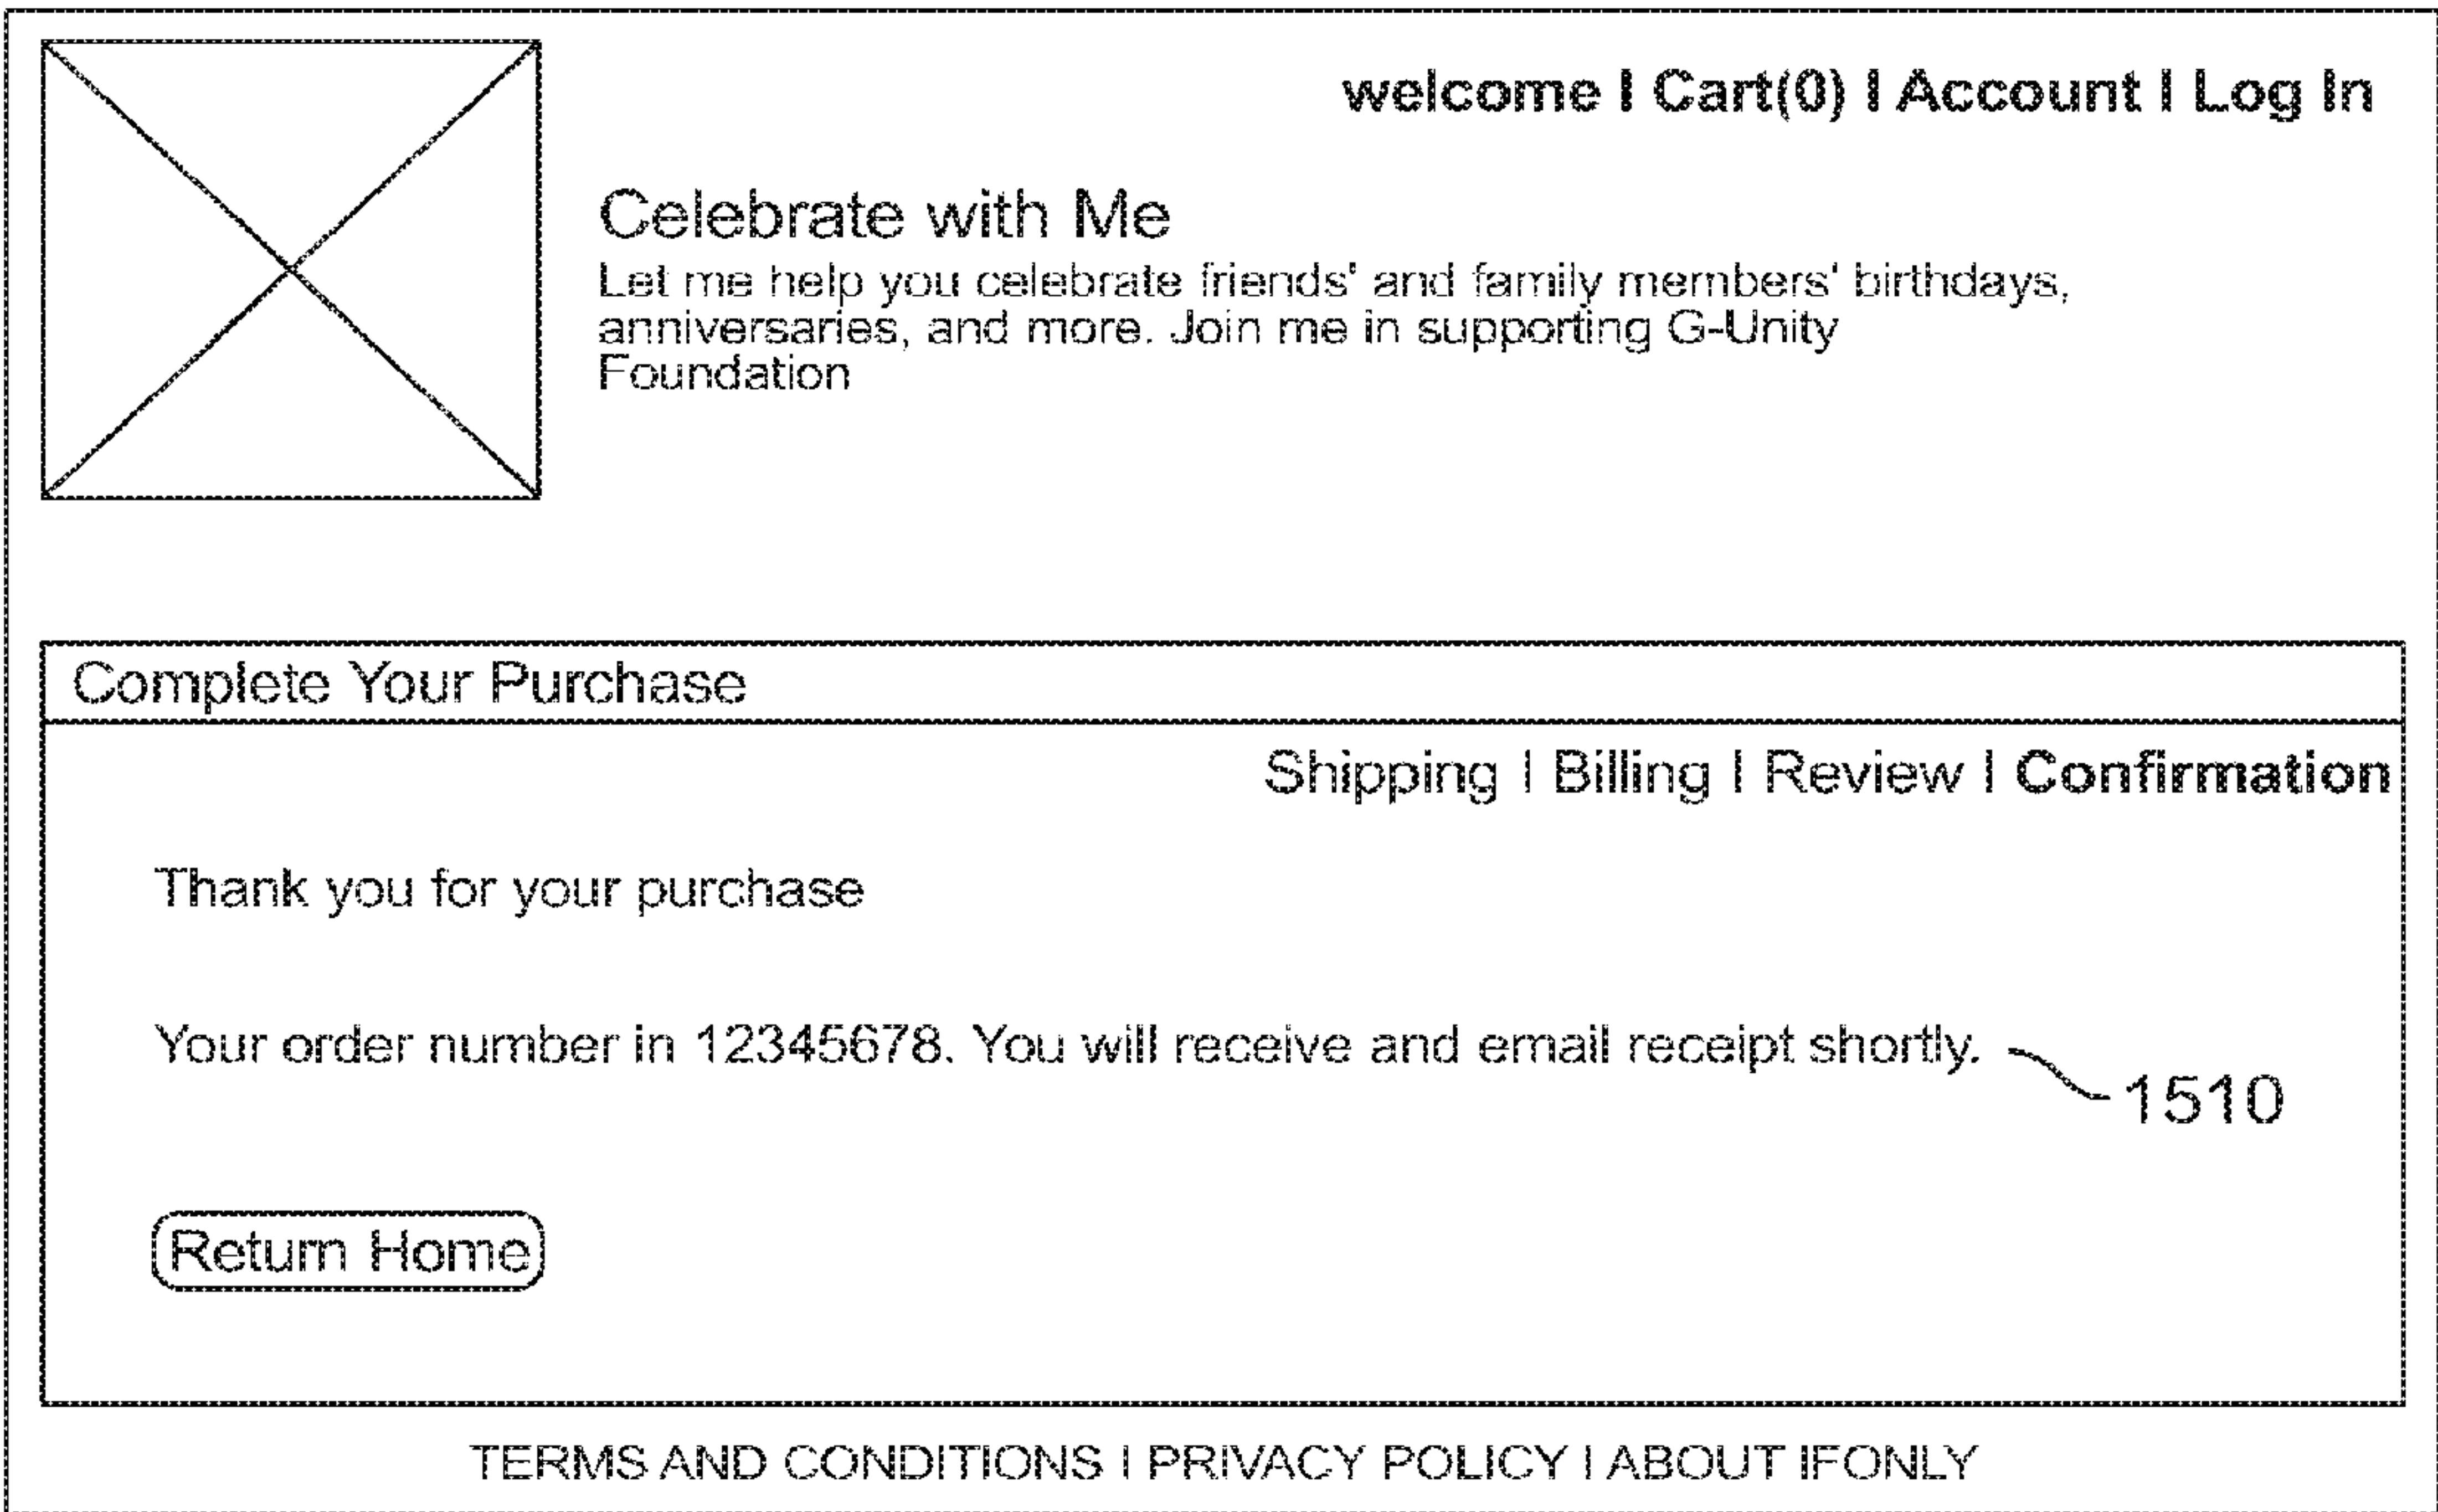 welcome | Cart(0) | Account | Log In
Celebrate with Me
Let me help you celebrate friends' and family members' birthdays,
anniversaries, and more. Join me in supporting G-Unity
Foundation
Complete Your Purchase
Shipping | Billing | Review | Confirmation
Thank you for your purchase
Your order number in 12345678. You will receive and email receipt shortly.
1510
Return Home
TERMS AND CONDITIONS | PRIVACY POLICY | ABOUT IFONLY